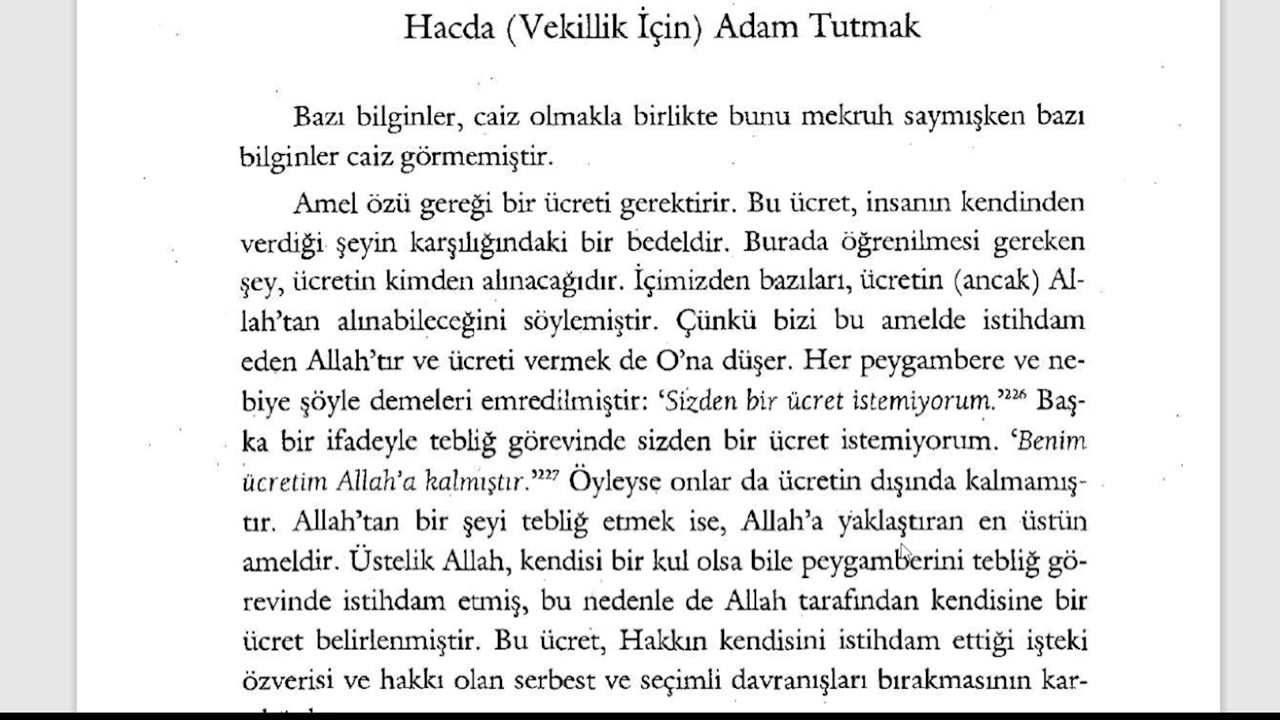 Hacda (Vekillik İçin) Adam Tutmak
Bazı bilginler, caiz olmakla birlikte bunu mekruh saymışken bazı
bilginler caiz görmemiştir.
Amel özü gereği bir ücreti gerektirir. Bu ücret, insanın kendinden
verdiği şeyin karşılığındaki bir bedeldir. Burada öğrenilmesi gereken
şey, ücretin kimden alınacağıdır. İçimizden bazıları, ücretin (ancak) Al-
lah’tan alınabileceğini söylemiştir. Çünkü bizi bu amelde istihdam
eden Allah’tır ve ücreti vermek de O’na düşer. Her peygambere ve ne-
biye şöyle demeleri emredilmiştir: ‘Sizden bir ücret istemiyorum.’²²⁶ Baş-
ka bir ifadeyle tebliğ görevinde sizden bir ücret istemiyorum. ‘Benim
ücretim Allah’a kalmıştır.’²²⁷ Öyleyse onlar da ücretin dışında kalmamış-
tır. Allah’tan bir şeyi tebliğ etmek ise, Allah’a yaklaştıran en üstün
ameldir. Üstelik Allah, kendisi bir kul olsa bile peygamberini tebliğ gö-
revinde istihdam etmiş, bu nedenle de Allah tarafından kendisine bir
ücret belirlenmiştir. Bu ücret, Hakkın kendisini istihdam ettiği işteki
özverisi ve hakkı olan serbest ve seçimli davranışları bırakmasının kar-